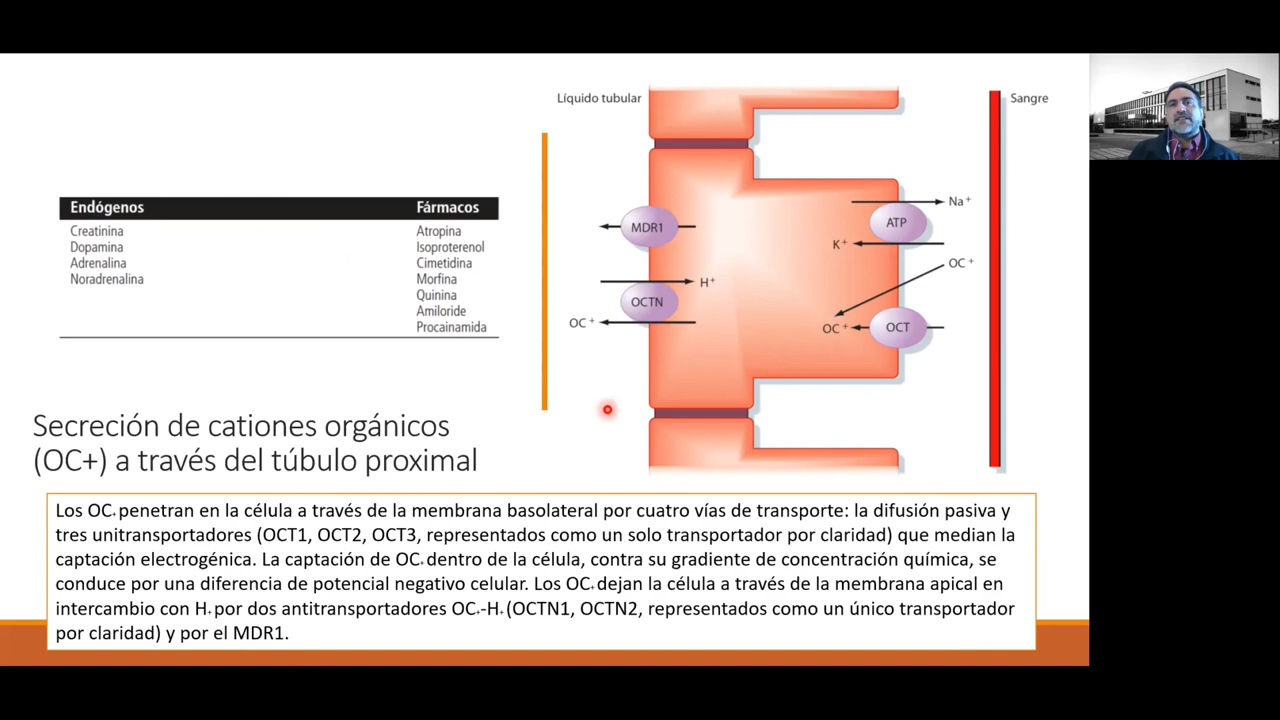 Líquido tubular
Sangre
Endógenos Fármacos
Creatinina Atropina
Dopamina Isoproterenol
Adrenalina Cimetidina
Noradrenalina Morfina
Quinina
Amiloride
Procainamida
MDR1
H+
OCTN
OC+
Na+
ATP
K+
OC+
OC+
OCT
Secreción de cationes orgánicos
(OC+) a través del túbulo proximal
Los OC+ penetran en la célula a través de la membrana basolateral por cuatro vías de transporte: la difusión pasiva y
tres unitransportadores (OCT1, OCT2, OCT3, representados como un solo transportador por claridad) que median la
captación electrogénica. La captación de OC+ dentro de la célula, contra su gradiente de concentración química, se
conduce por una diferencia de potencial negativo celular. Los OC+ dejan la célula a través de la membrana apical en
intercambio con H+ por dos antitransportadores OC+-H+ (OCTN1, OCTN2, representados como un único transportador
por claridad) y por el MDR1.